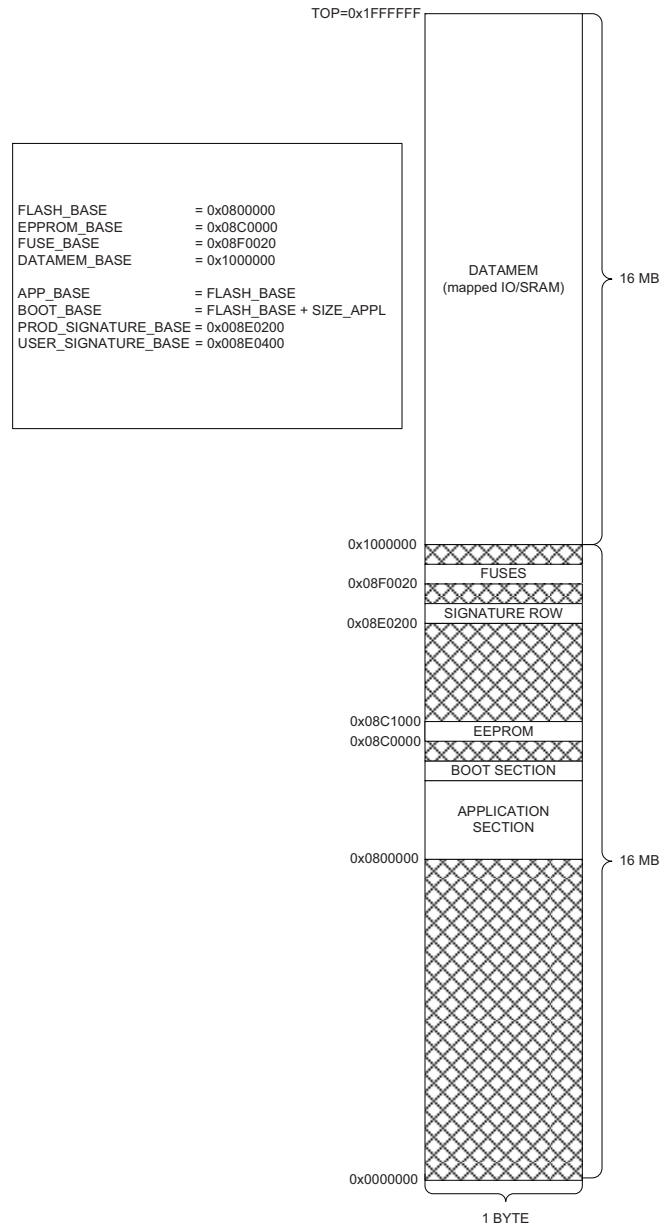 TOP=0x1FFFFFF
FLASH_BASE = 0x0800000
EPPROM_BASE = 0x08C0000
FUSE_BASE = 0x08F0020
DATAMEM_BASE = 0x1000000
APP_BASE = FLASH_BASE
BOOT_BASE = FLASH_BASE + SIZE_APPL
PROD_SIGNATURE_BASE = 0x008E0200
USER_SIGNATURE_BASE = 0x008E0400
DATAMEM
(mapped IO/SRAM)
16 MB
0x1000000
FUSES
0x08F0020
SIGNATURE ROW
0x08E0200
0x08C1000
EEPROM
0x08C0000
BOOT SECTION
APPLICATION
SECTION
0x0800000
16 MB
0x0000000
1 BYTE